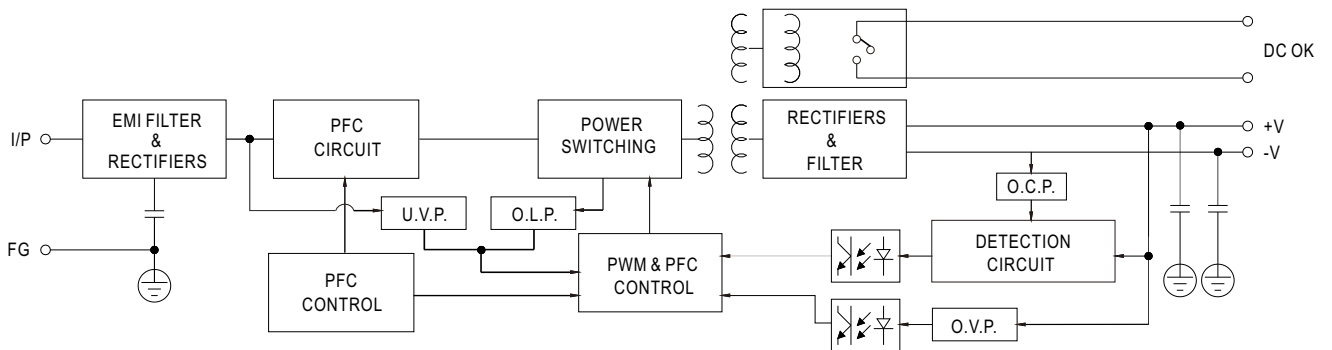 DC OK
I/P
EMI FILTER
&
RECTIFIERS
PFC
CIRCUIT
POWER
SWITCHING
RECTIFIERS
&
FILTER
+V
-V
O.C.P.
U.V.P.
O.L.P.
FG
PFC
CONTROL
PWM & PFC
CONTROL
DETECTION
CIRCUIT
O.V.P.